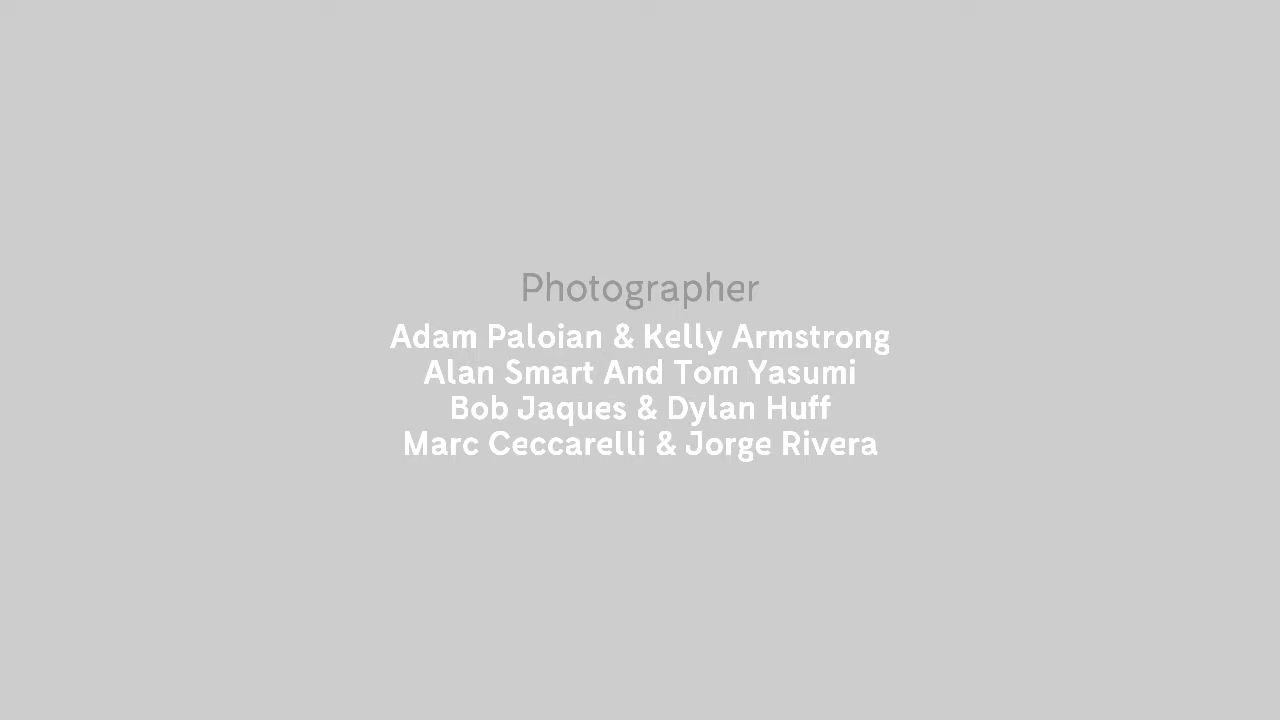 Photographer
Adam Paloian & Kelly Armstrong
Alan Smart And Tom Yasumi
Bob Jaques & Dylan Huff
Marc Ceccarelli & Jorge Rivera